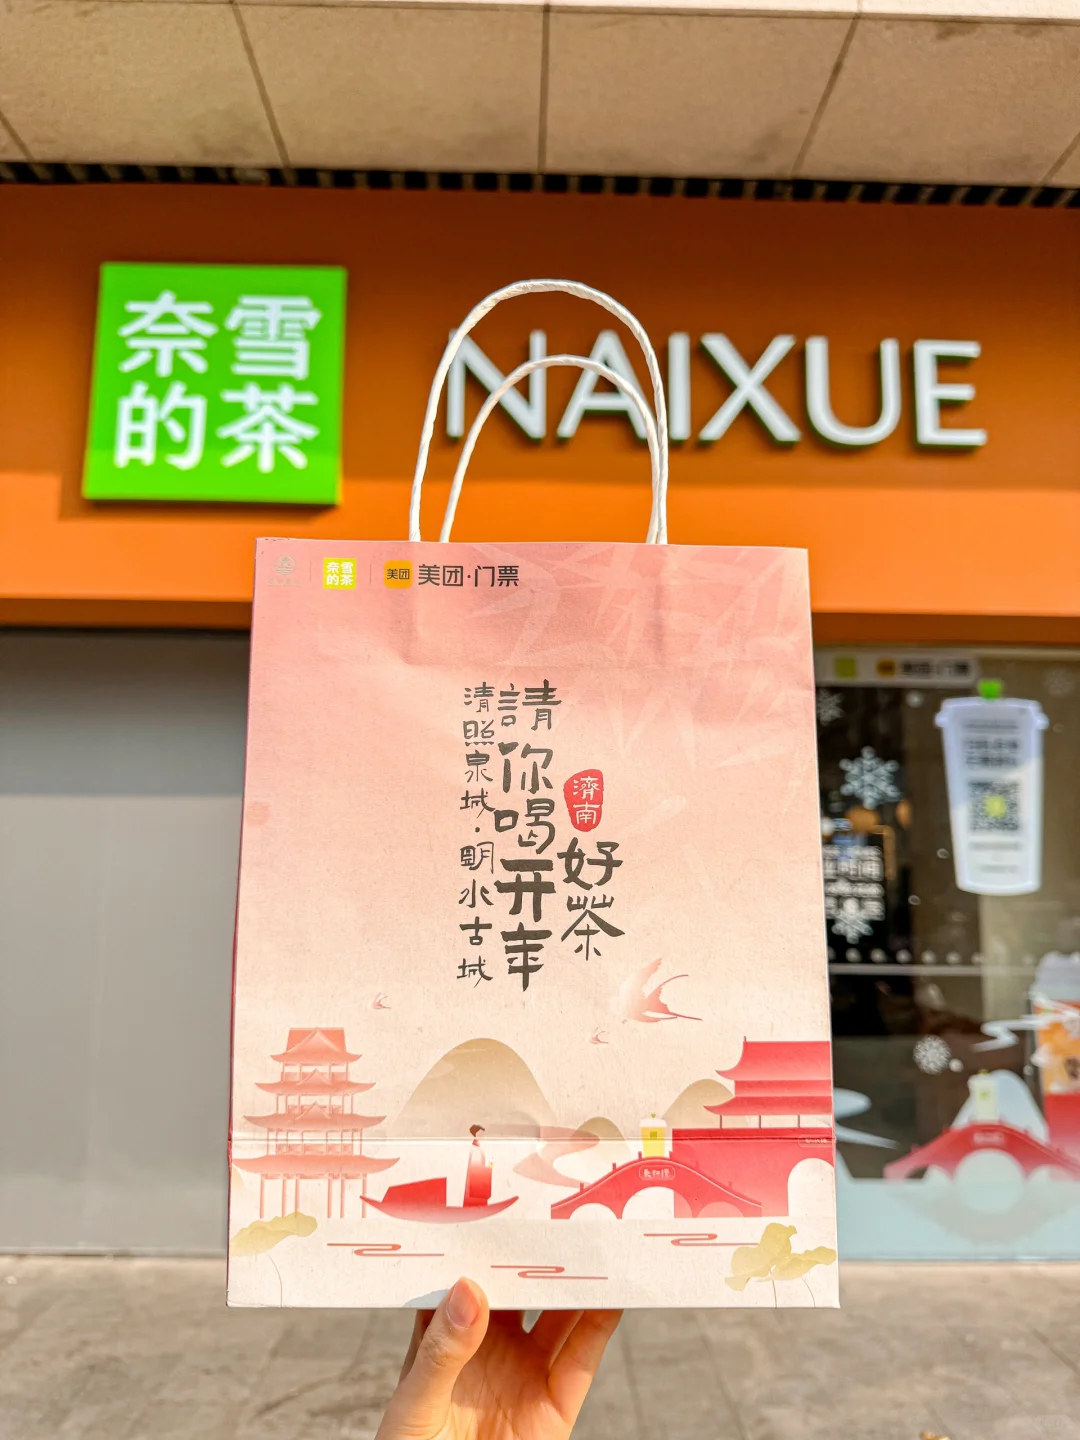 奈雪
的茶
NAIXUE
奈雪
的茶
美团
美团·门票
濟南
好茶
請你喝开年
清照泉城·明水古城